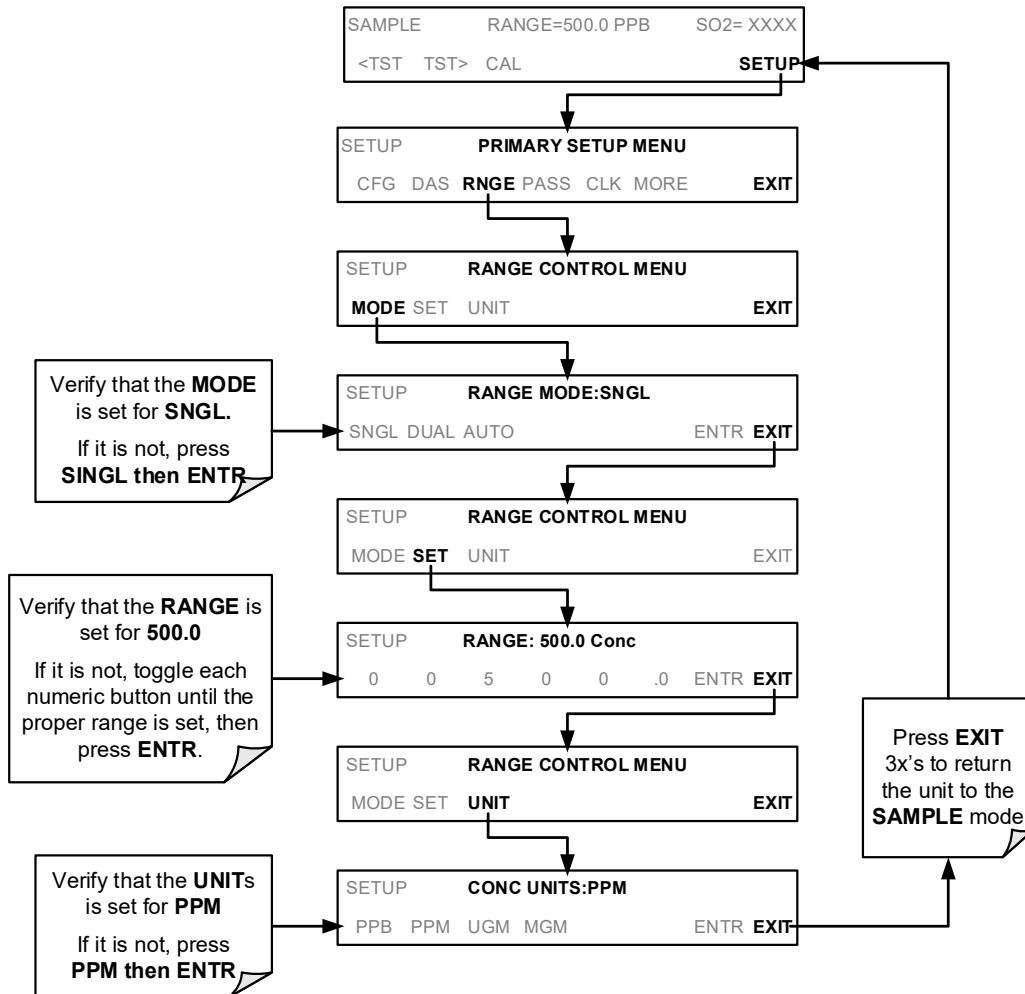 SAMPLE RANGE=500.0 PPB SO2= XXXX
<TST TST> CAL SETUP
SETUP PRIMARY SETUP MENU
CFG DAS RNGE PASS CLK MORE EXIT
SETUP RANGE CONTROL MENU
MODE SET UNIT EXIT
Verify that the MODE
is set for SNGL.
If it is not, press
SINGL then ENTR
SETUP RANGE MODE:SNGL
SNGL DUAL AUTO ENTR EXIT
SETUP RANGE CONTROL MENU
MODE SET UNIT EXIT
Verify that the RANGE is
set for 500.0
If it is not, toggle each
numeric button until the
proper range is set, then
press ENTR.
SETUP RANGE: 500.0 Conc
0 0 5 0 0 .0 ENTR EXIT
SETUP RANGE CONTROL MENU
MODE SET UNIT EXIT
Press EXIT
3x's to return
the unit to the
SAMPLE mode
Verify that the UNITs
is set for PPM
If it is not, press
PPM then ENTR
SETUP CONC UNITS:PPM
PPB PPM UGM MGM ENTR EXIT